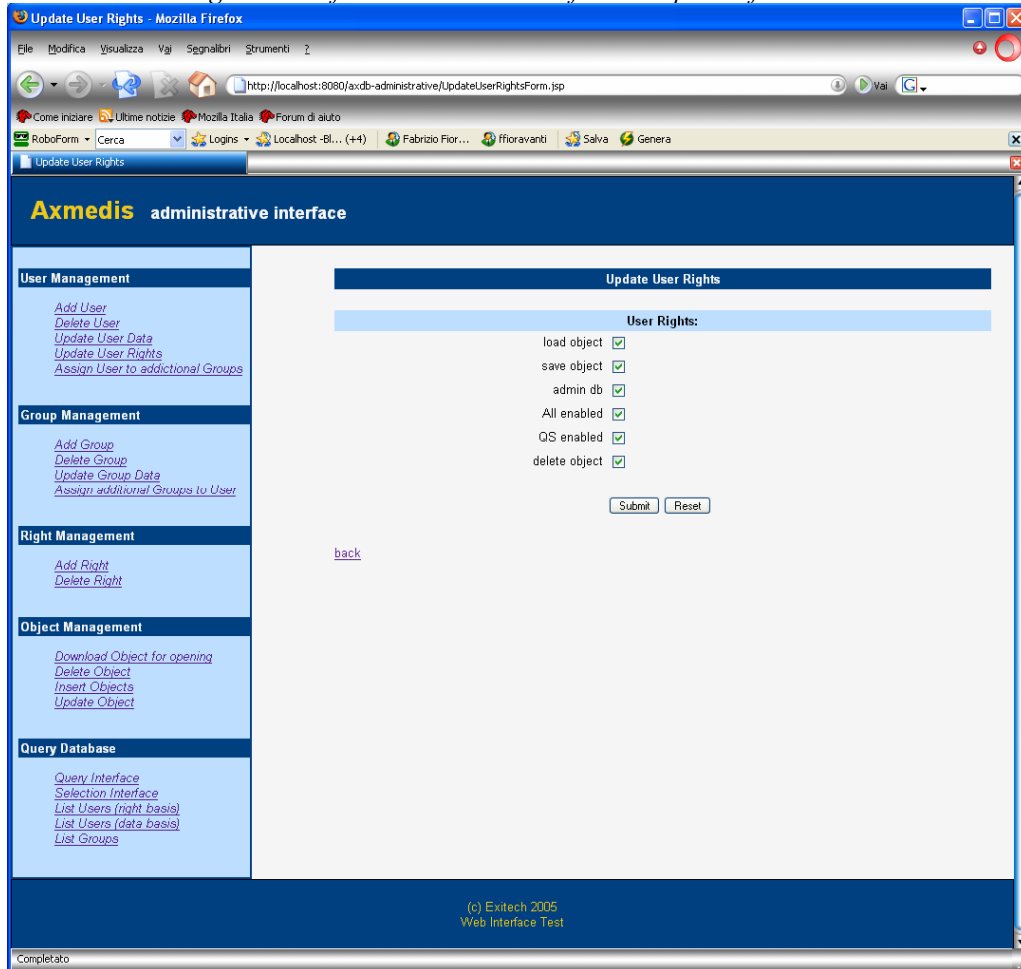 Update User Rights - Mozilla Firefox
File Modifica Visualizza Vai Segnalibri Strumenti ?
http://localhost:8080/axdb-administrative/UpdateUserRightsForm.jsp Vai G
Come iniziare Ultime notizie Mozilla Italia Forum di aiuto
RoboForm Cerca Logins Localhost -Bl... (+4) Fabrizio Fior... ffioravanti Salva Genera
Update User Rights
Axmedis administrative interface
User Management
Add User
Delete User
Update User Data
Update User Rights
Assign User to addictional Groups
Group Management
Add Group
Delete Group
Update Group Data
Assign additional Groups to User
Right Management
Add Right
Delete Right
Object Management
Download Object for opening
Delete Object
Insert Objects
Update Object
Query Database
Query Interface
Selection Interface
List Users (right basis)
List Users (data basis)
List Groups
Update User Rights
User Rights:
load object
save object
admin db
All enabled
QS enabled
delete object
Submit Reset
back
(c) Exitech 2005
Web Interface Test
Completato